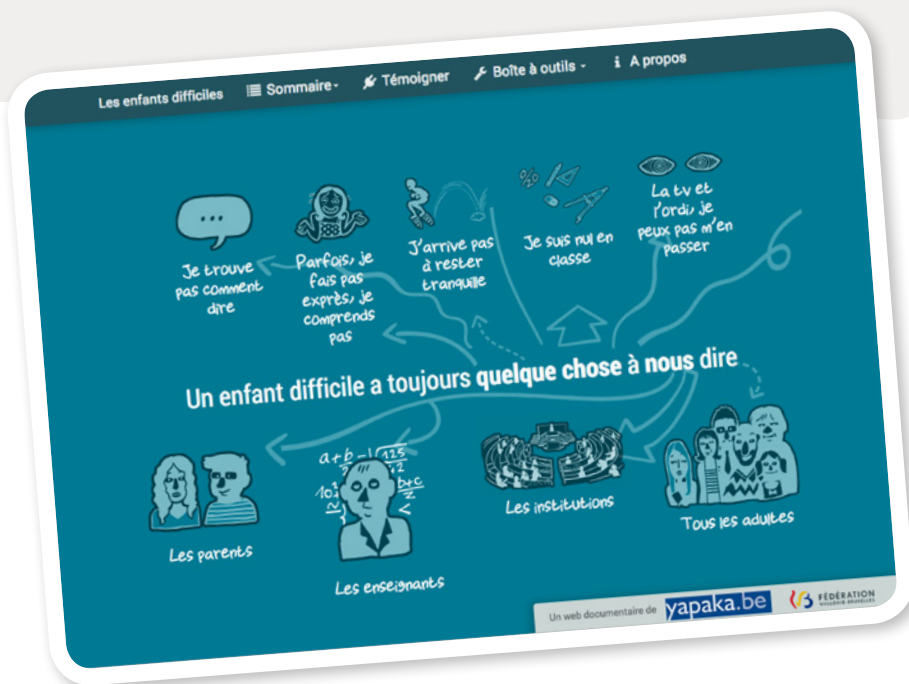 Les enfants difficiles Sommaire Témoigner Boîte à outils i A propos
...
Je trouve
pas comment
dire
Parfois, je
fais pas
exprès, je
comprends
pas
J'arrive pas
à rester
tranquille
%
Je suis nul en
classe
La tv et
l'ordi, je
peux pas m'en
passer
Un enfant difficile a toujours quelque chose à nous dire
Les parents
a+b
125
b+c
Les enseignants
Les institutions
Tous les adultes
Un web documentaire de yapaka.be FÉDÉRATION
WALLONIE-BRUXELLES